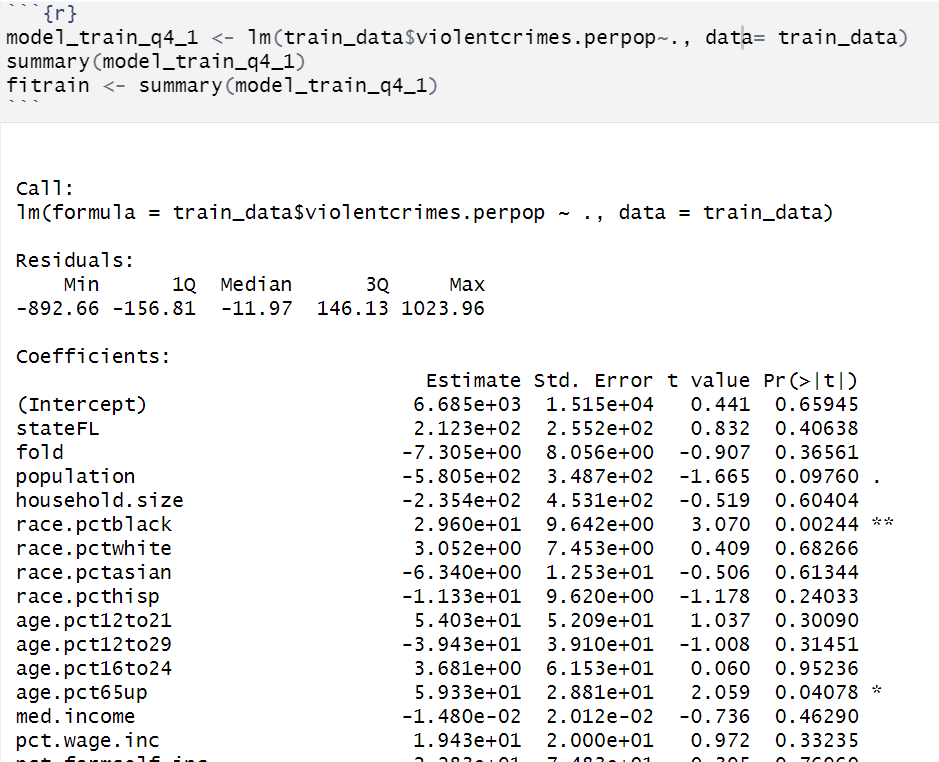 ```{r}
model_train_q4_1 <- lm(train_data$violentcrimes.perpop~., data= train_data)
summary(model_train_q4_1)
fitrain <- summary(model_train_q4_1)
```
Call:
lm(formula = train_data$violentcrimes.perpop ~ ., data = train_data)
Residuals:
Min 1Q Median 3Q Max
-892.66 -156.81 -11.97 146.13 1023.96
Coefficients:
Estimate Std. Error t value Pr(>|t|)
(Intercept) 6.685e+03 1.515e+04 0.441 0.65945
stateFL 2.123e+02 2.552e+02 0.832 0.40638
fold -7.305e+00 8.056e+00 -0.907 0.36561
population -5.805e+02 3.487e+02 -1.665 0.09760 .
household.size -2.354e+02 4.531e+02 -0.519 0.60404
race.pctblack 2.960e+01 9.642e+00 3.070 0.00244 **
race.pctwhite 3.052e+00 7.453e+00 0.409 0.68266
race.pctasian -6.340e+00 1.253e+01 -0.506 0.61344
race.pcthisp -1.133e+01 9.620e+00 -1.178 0.24033
age.pct12to21 5.403e+01 5.209e+01 1.037 0.30090
age.pct12to29 -3.943e+01 3.910e+01 -1.008 0.31451
age.pct16to24 3.681e+00 6.153e+01 0.060 0.95236
age.pct65up 5.933e+01 2.881e+01 2.059 0.04078 *
med.income -1.480e-02 2.012e-02 -0.736 0.46290
pct.wage.inc 1.943e+01 2.000e+01 0.972 0.33235